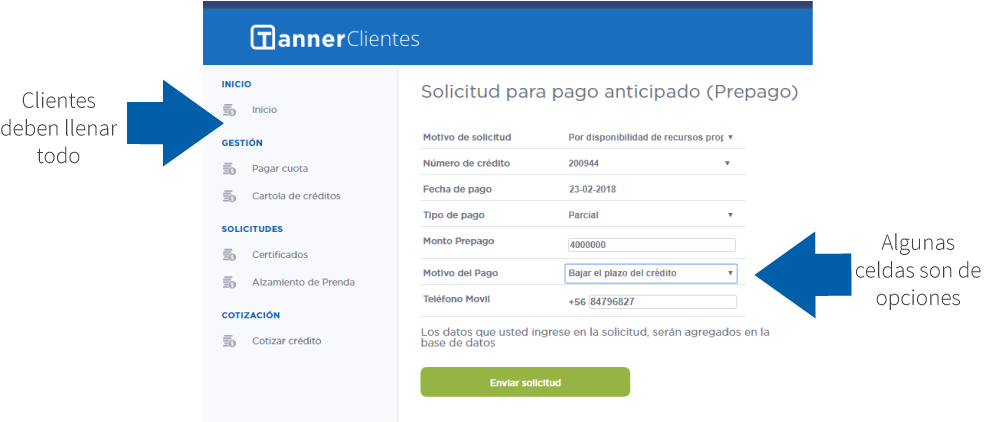 TannerClientes
Clientes
deben llenar
todo
INICIO
Inicio
GESTIÓN
Pagar cuota
Cartola de créditos
SOLICITUDES
Certificados
Alzamiento de Prenda
COTIZACIÓN
Cotizar crédito
Solicitud para pago anticipado (Prepago)
Motivo de solicitud Por disponibilidad de recursos prop
Número de crédito 200944
Fecha de pago 23-02-2018
Tipo de pago Parcial
Monto Prepago 4000000
Motivo del Pago Bajar el plazo del crédito
Teléfono Movil +56 84796827
Los datos que usted ingrese en la solicitud, serán agregados en la
base de datos
Enviar solicitud
Algunas
celdas son de
opciones